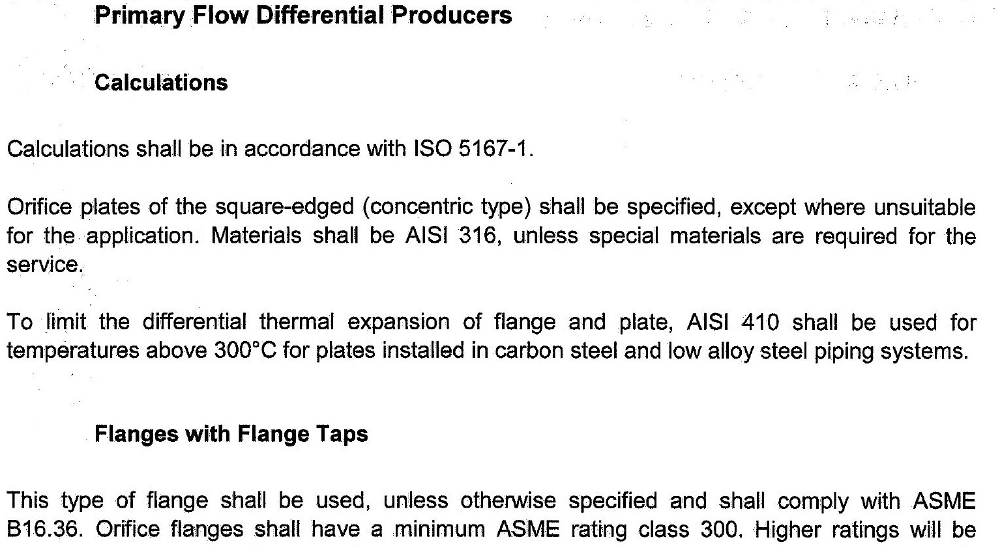 Primary Flow Differential Producers
Calculations
Calculations shall be in accordance with ISO 5167-1.
Orifice plates of the square-edged (concentric type) shall be specified, except where unsuitable
for the application. Materials shall be AISI 316, unless special materials are required for the
service.
To limit the differential thermal expansion of flange and plate, AISI 410 shall be used for
temperatures above 300°C for plates installed in carbon steel and low alloy steel piping systems.
Flanges with Flange Taps
This type of flange shall be used, unless otherwise specified and shall comply with ASME
B16.36. Orifice flanges shall have a minimum ASME rating class 300. Higher ratings will be